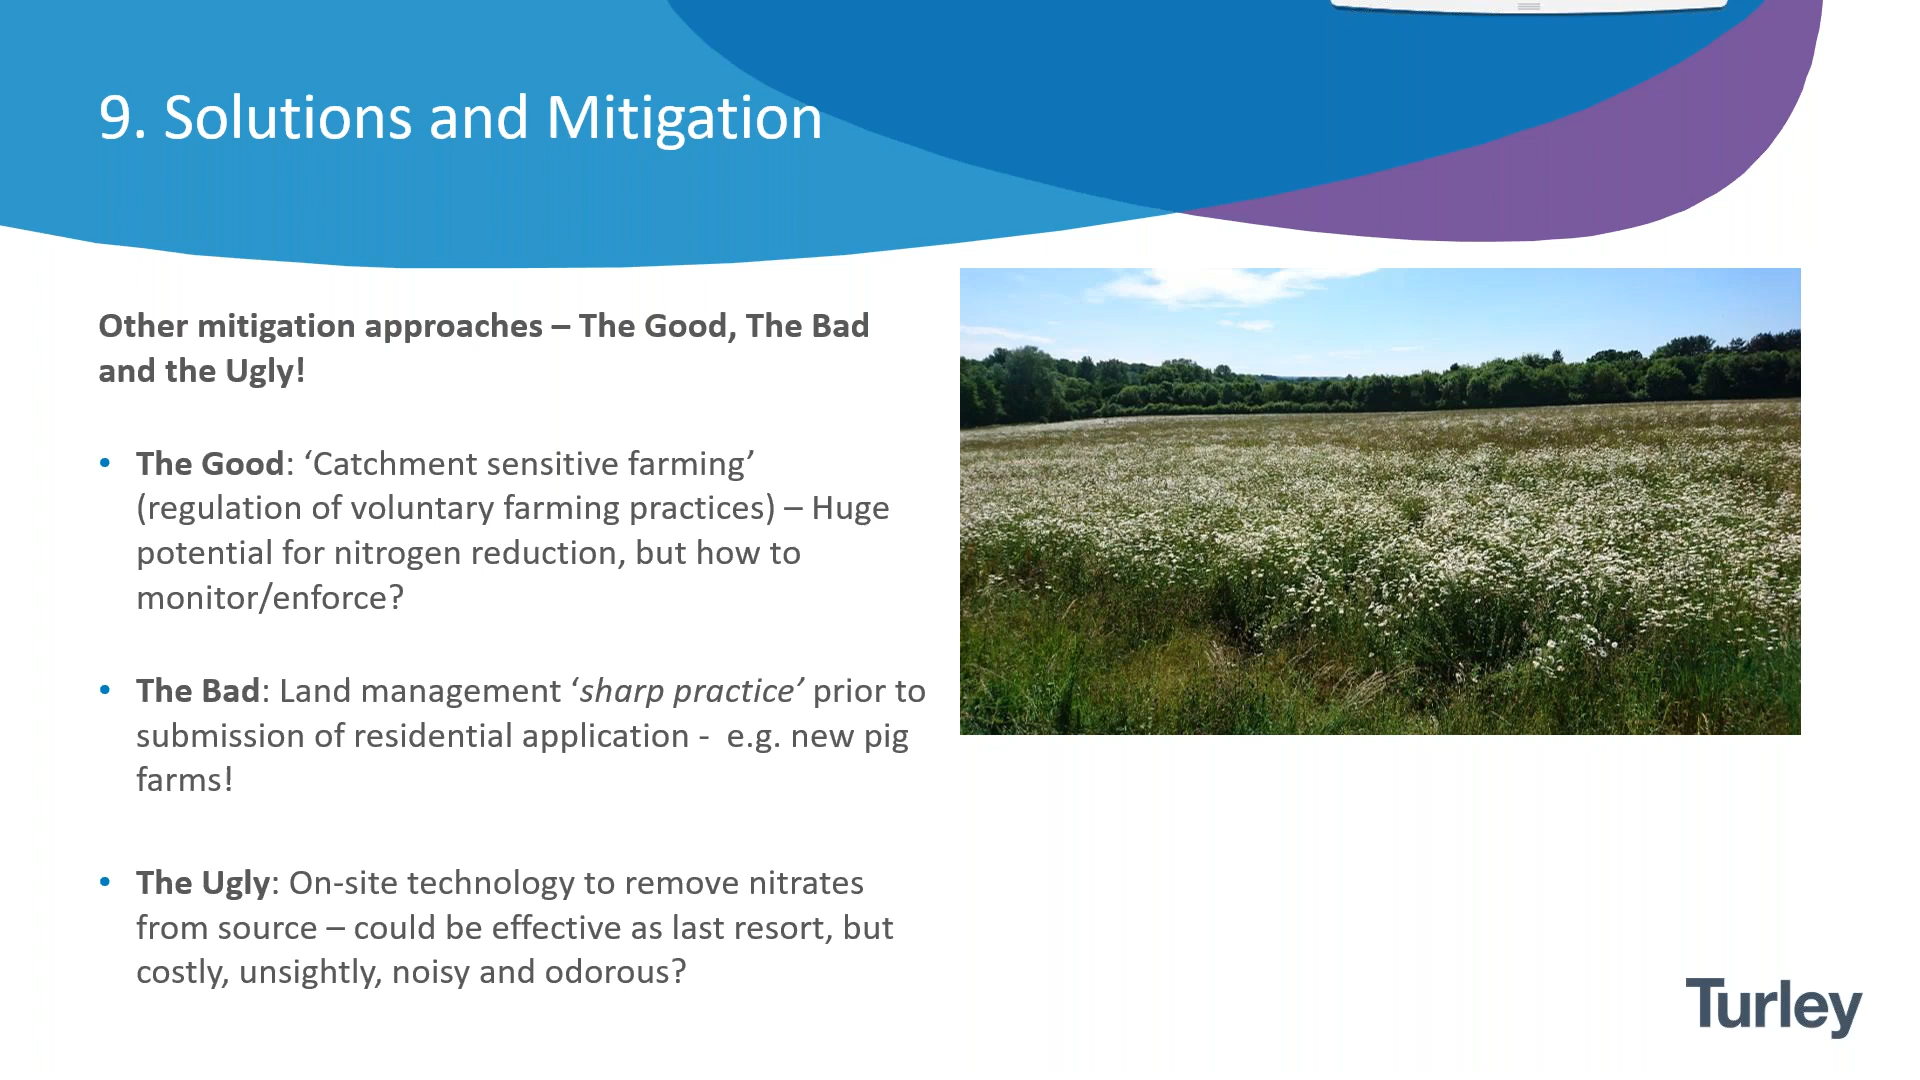 9. Solutions and Mitigation
Other mitigation approaches – The Good, The Bad
and the Ugly!
• The Good: ‘Catchment sensitive farming’
(regulation of voluntary farming practices) – Huge
potential for nitrogen reduction, but how to
monitor/enforce?
• The Bad: Land management ‘sharp practice’ prior to
submission of residential application -  e.g. new pig
farms!
• The Ugly: On-site technology to remove nitrates
from source – could be effective as last resort, but
costly, unsightly, noisy and odorous?
Turley